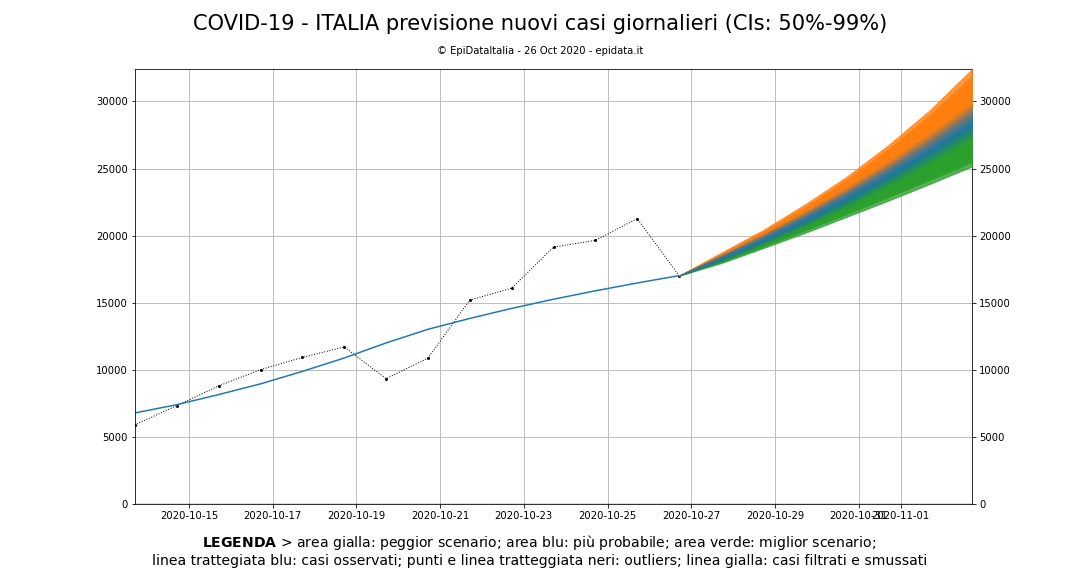 COVID-19 - ITALIA previsione nuovi casi giornalieri (CIs: 50%-99%)
© EpiDataItalia - 26 Oct 2020 - epidata.it
30000 30000
25000 25000
20000 20000
15000 15000
10000 10000
5000 5000
0 0
2020-10-15 2020-10-17 2020-10-19 2020-10-21 2020-10-23 2020-10-25 2020-10-27 2020-10-29 2020-10-31 2020-11-01
LEGENDA > area gialla: peggior scenario; area blu: più probabile; area verde: miglior scenario;
linea trattegiata blu: casi osservati; punti e linea tratteggiata neri: outliers; linea gialla: casi filtrati e smussati